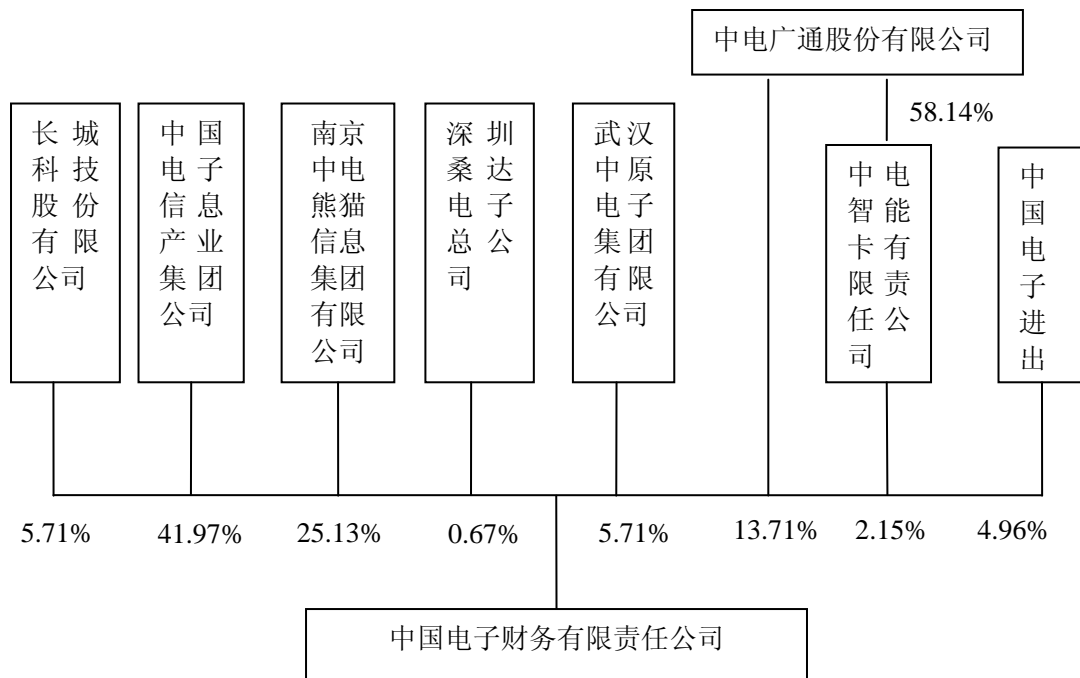 中电广通股份有限公司
58.14%
长城
科技
股份
有限
公司
中国
电子
信息
产业
集团
公司
南京
中电
熊猫
信息
集团
有限
公司
深圳
桑达
电子
总公
司
武汉
中原
电子
集团
有限
公司
中电
智能
卡有
限责
任公
司
中
国
电
子
进
出
5.71%
41.97%
25.13%
0.67%
5.71%
13.71%
2.15%
4.96%
中国电子财务有限责任公司